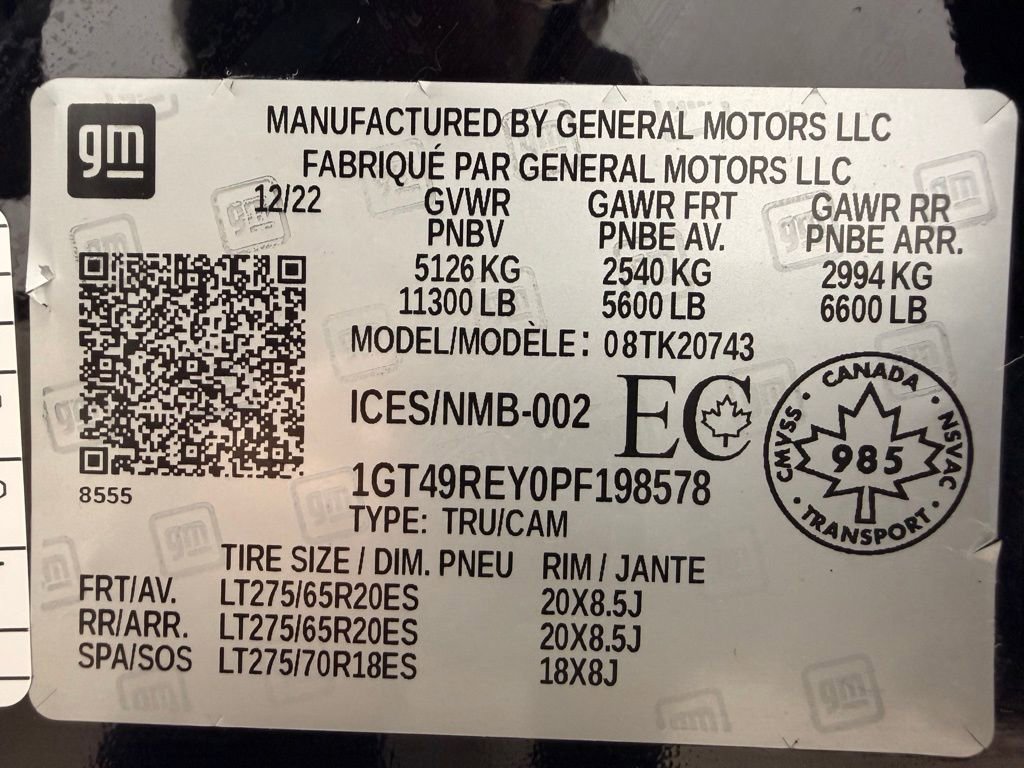 gm
MANUFACTURED BY GENERAL MOTORS LLC
FABRIQUÉ PAR GENERAL MOTORS LLC
12/22 GVWR GAWR FRT GAWR RR
PNBV PNBE AV. PNBE ARR.
5126 KG 2540 KG 2994 KG
11300 LB 5600 LB 6600 LB
MODEL/MODÈLE: 08TK20743
ICES/NMB-002 EC
CANADA
CMVSS · NSVAC
985
TRANSPORT
1GT49REY0PF198578
8555
TYPE: TRU/CAM
TIRE SIZE / DIM. PNEU RIM / JANTE
FRT/AV. LT275/65R20ES 20X8.5J
RR/ARR. LT275/65R20ES 20X8.5J
SPA/SOS LT275/70R18ES 18X8J